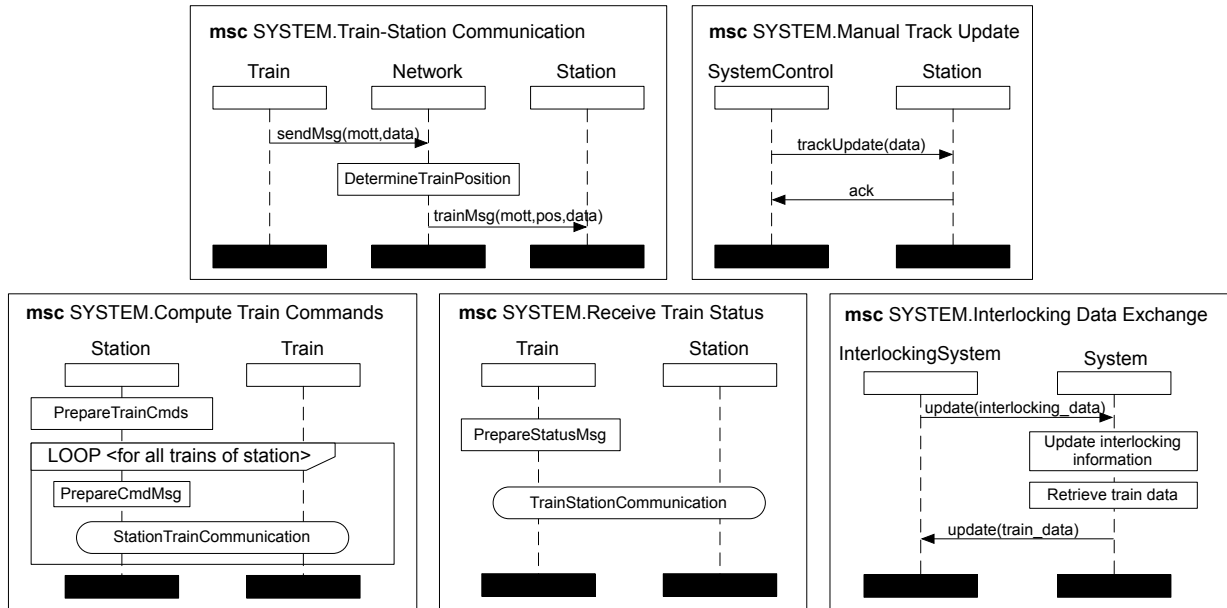 msc SYSTEM.Train-Station Communication
Train Network Station
sendMsg(mott,data)
DetermineTrainPosition
trainMsg(mott,pos,data)
msc SYSTEM.Manual Track Update
SystemControl Station
trackUpdate(data)
ack
msc SYSTEM.Compute Train Commands
Station Train
PrepareTrainCmds
LOOP <for all trains of station>
PrepareCmdMsg
StationTrainCommunication
msc SYSTEM.Receive Train Status
Train Station
PrepareStatusMsg
TrainStationCommunication
msc SYSTEM.Interlocking Data Exchange
InterlockingSystem System
update(interlocking_data)
Update interlocking
information
Retrieve train data
update(train_data)